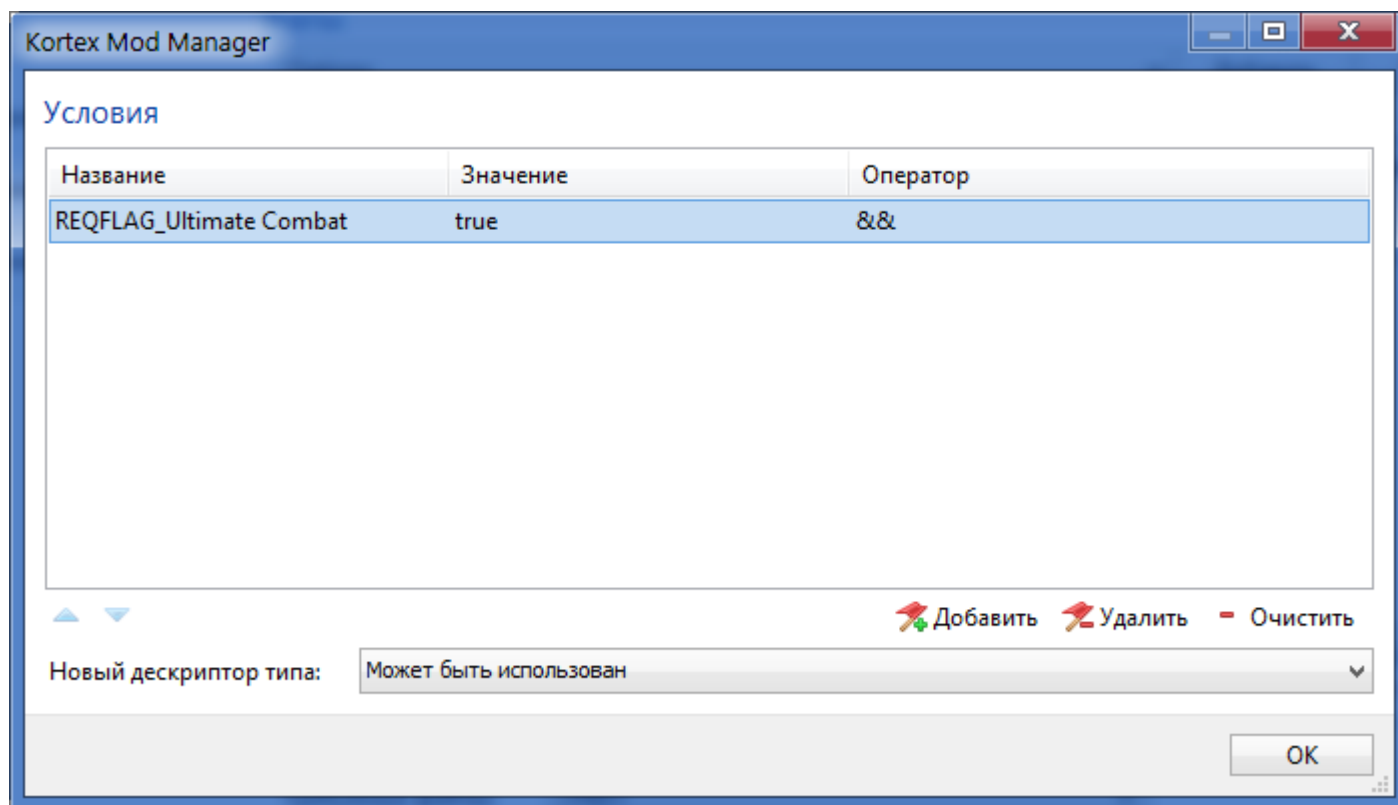 Kortex Mod Manager
Условия
Название Значение Оператор
REQFLAG_Ultimate Combat true &&
Добавить Удалить Очистить
Новый дескриптор типа: Может быть использован
OK